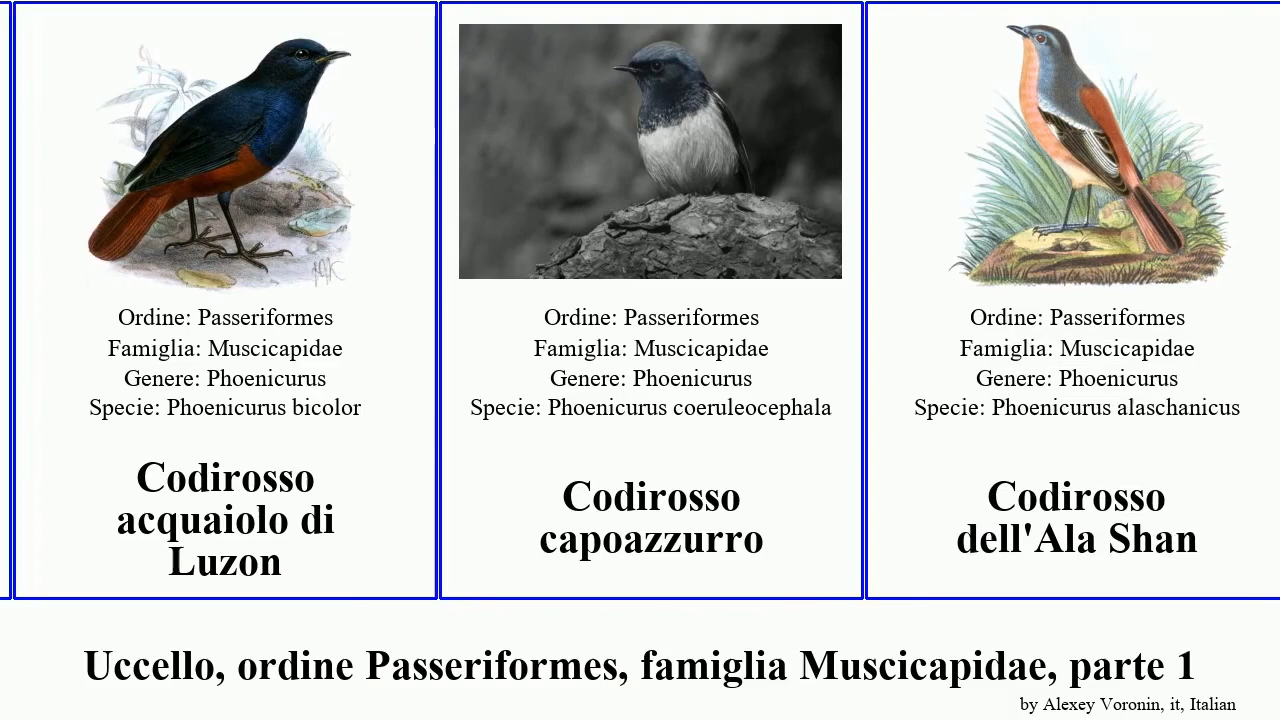 Ordine: Passeriformes
Famiglia: Muscicapidae
Genere: Phoenicurus
Specie: Phoenicurus bicolor
Codirosso
acquaiolo di
Luzon
Ordine: Passeriformes
Famiglia: Muscicapidae
Genere: Phoenicurus
Specie: Phoenicurus coeruleocephala
Codirosso
capoazzurro
Ordine: Passeriformes
Famiglia: Muscicapidae
Genere: Phoenicurus
Specie: Phoenicurus alaschanicus
Codirosso
dell'Ala Shan
Uccello, ordine Passeriformes, famiglia Muscicapidae, parte 1
by Alexey Voronin, it, Italian